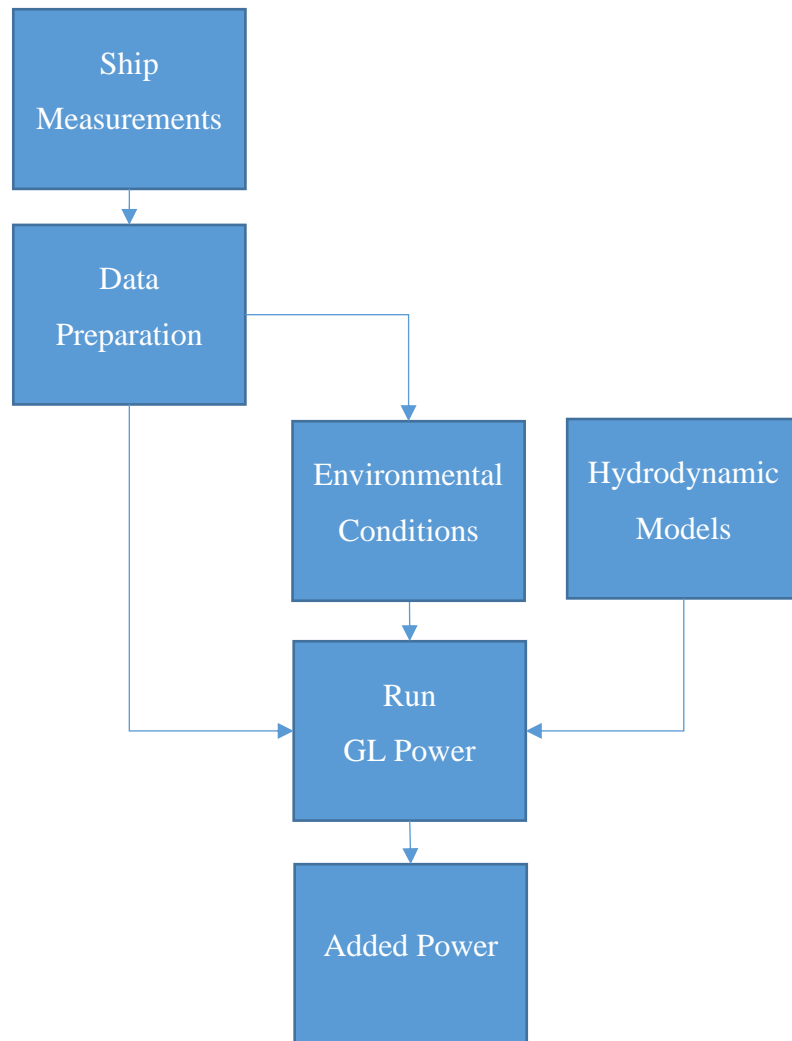 Ship
Measurements
Data
Preparation
Environmental
Conditions
Hydrodynamic
Models
Run
GL Power
Added Power